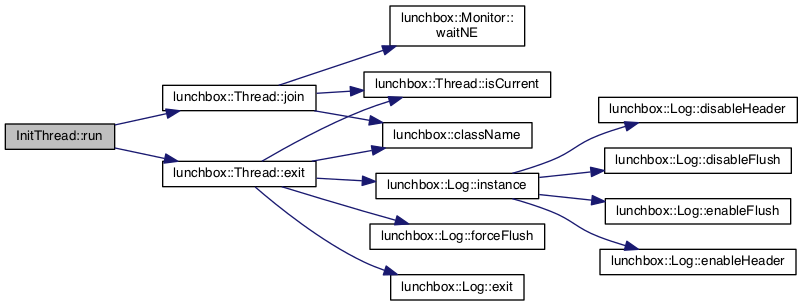 lunchbox::Monitor::
waitNE
lunchbox::Thread::isCurrent
lunchbox::Thread::join
lunchbox::Log::disableHeader
InitThread::run
lunchbox::className
lunchbox::Log::disableFlush
lunchbox::Thread::exit
lunchbox::Log::instance
lunchbox::Log::enableFlush
lunchbox::Log::forceFlush
lunchbox::Log::enableHeader
lunchbox::Log::exit